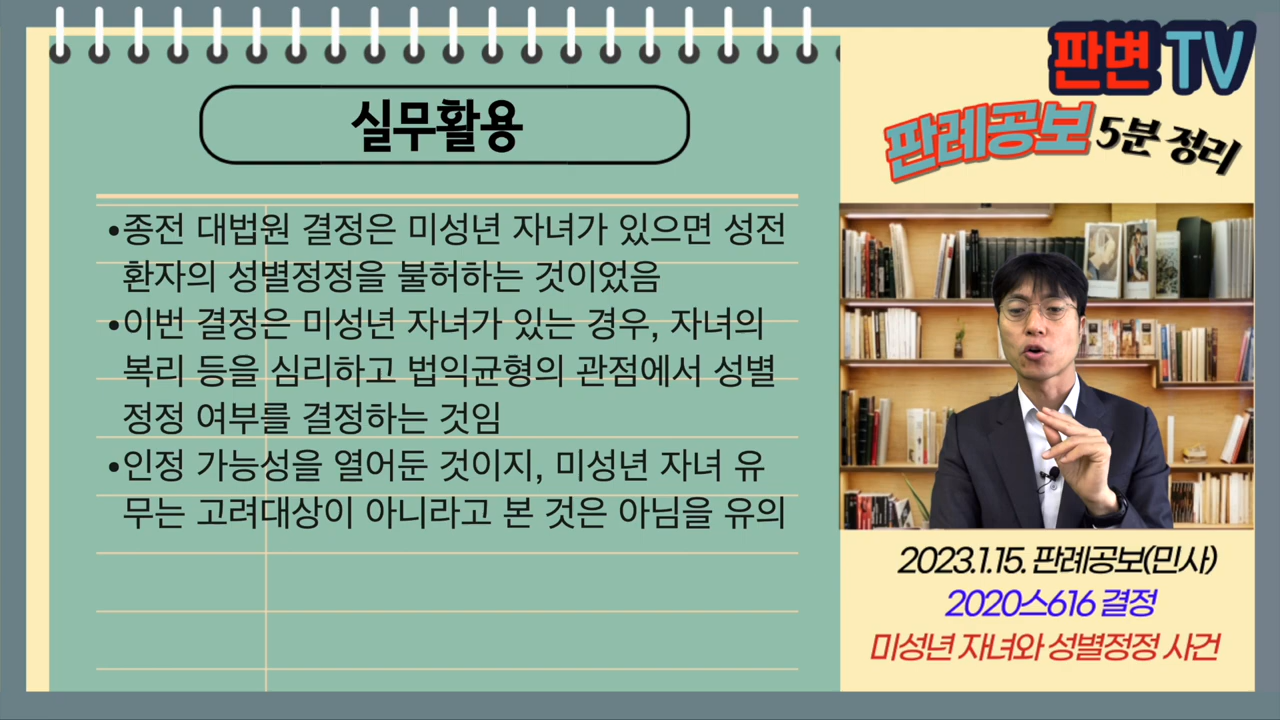 실무활용
•종전 대법원 결정은 미성년 자녀가 있으면 성전
환자의 성별정정을 불허하는 것이었음
•이번 결정은 미성년 자녀가 있는 경우, 자녀의
복리 등을 심리하고 법익균형의 관점에서 성별
정정 여부를 결정하는 것임
•인정 가능성을 열어둔 것이지, 미성년 자녀 유
무는 고려대상이 아니라고 본 것은 아님을 유의
판변 TV
판례공보 5분 정리
2023.1.15. 판례공보(민사)
2020스616 결정
미성년 자녀와 성별정정 사건